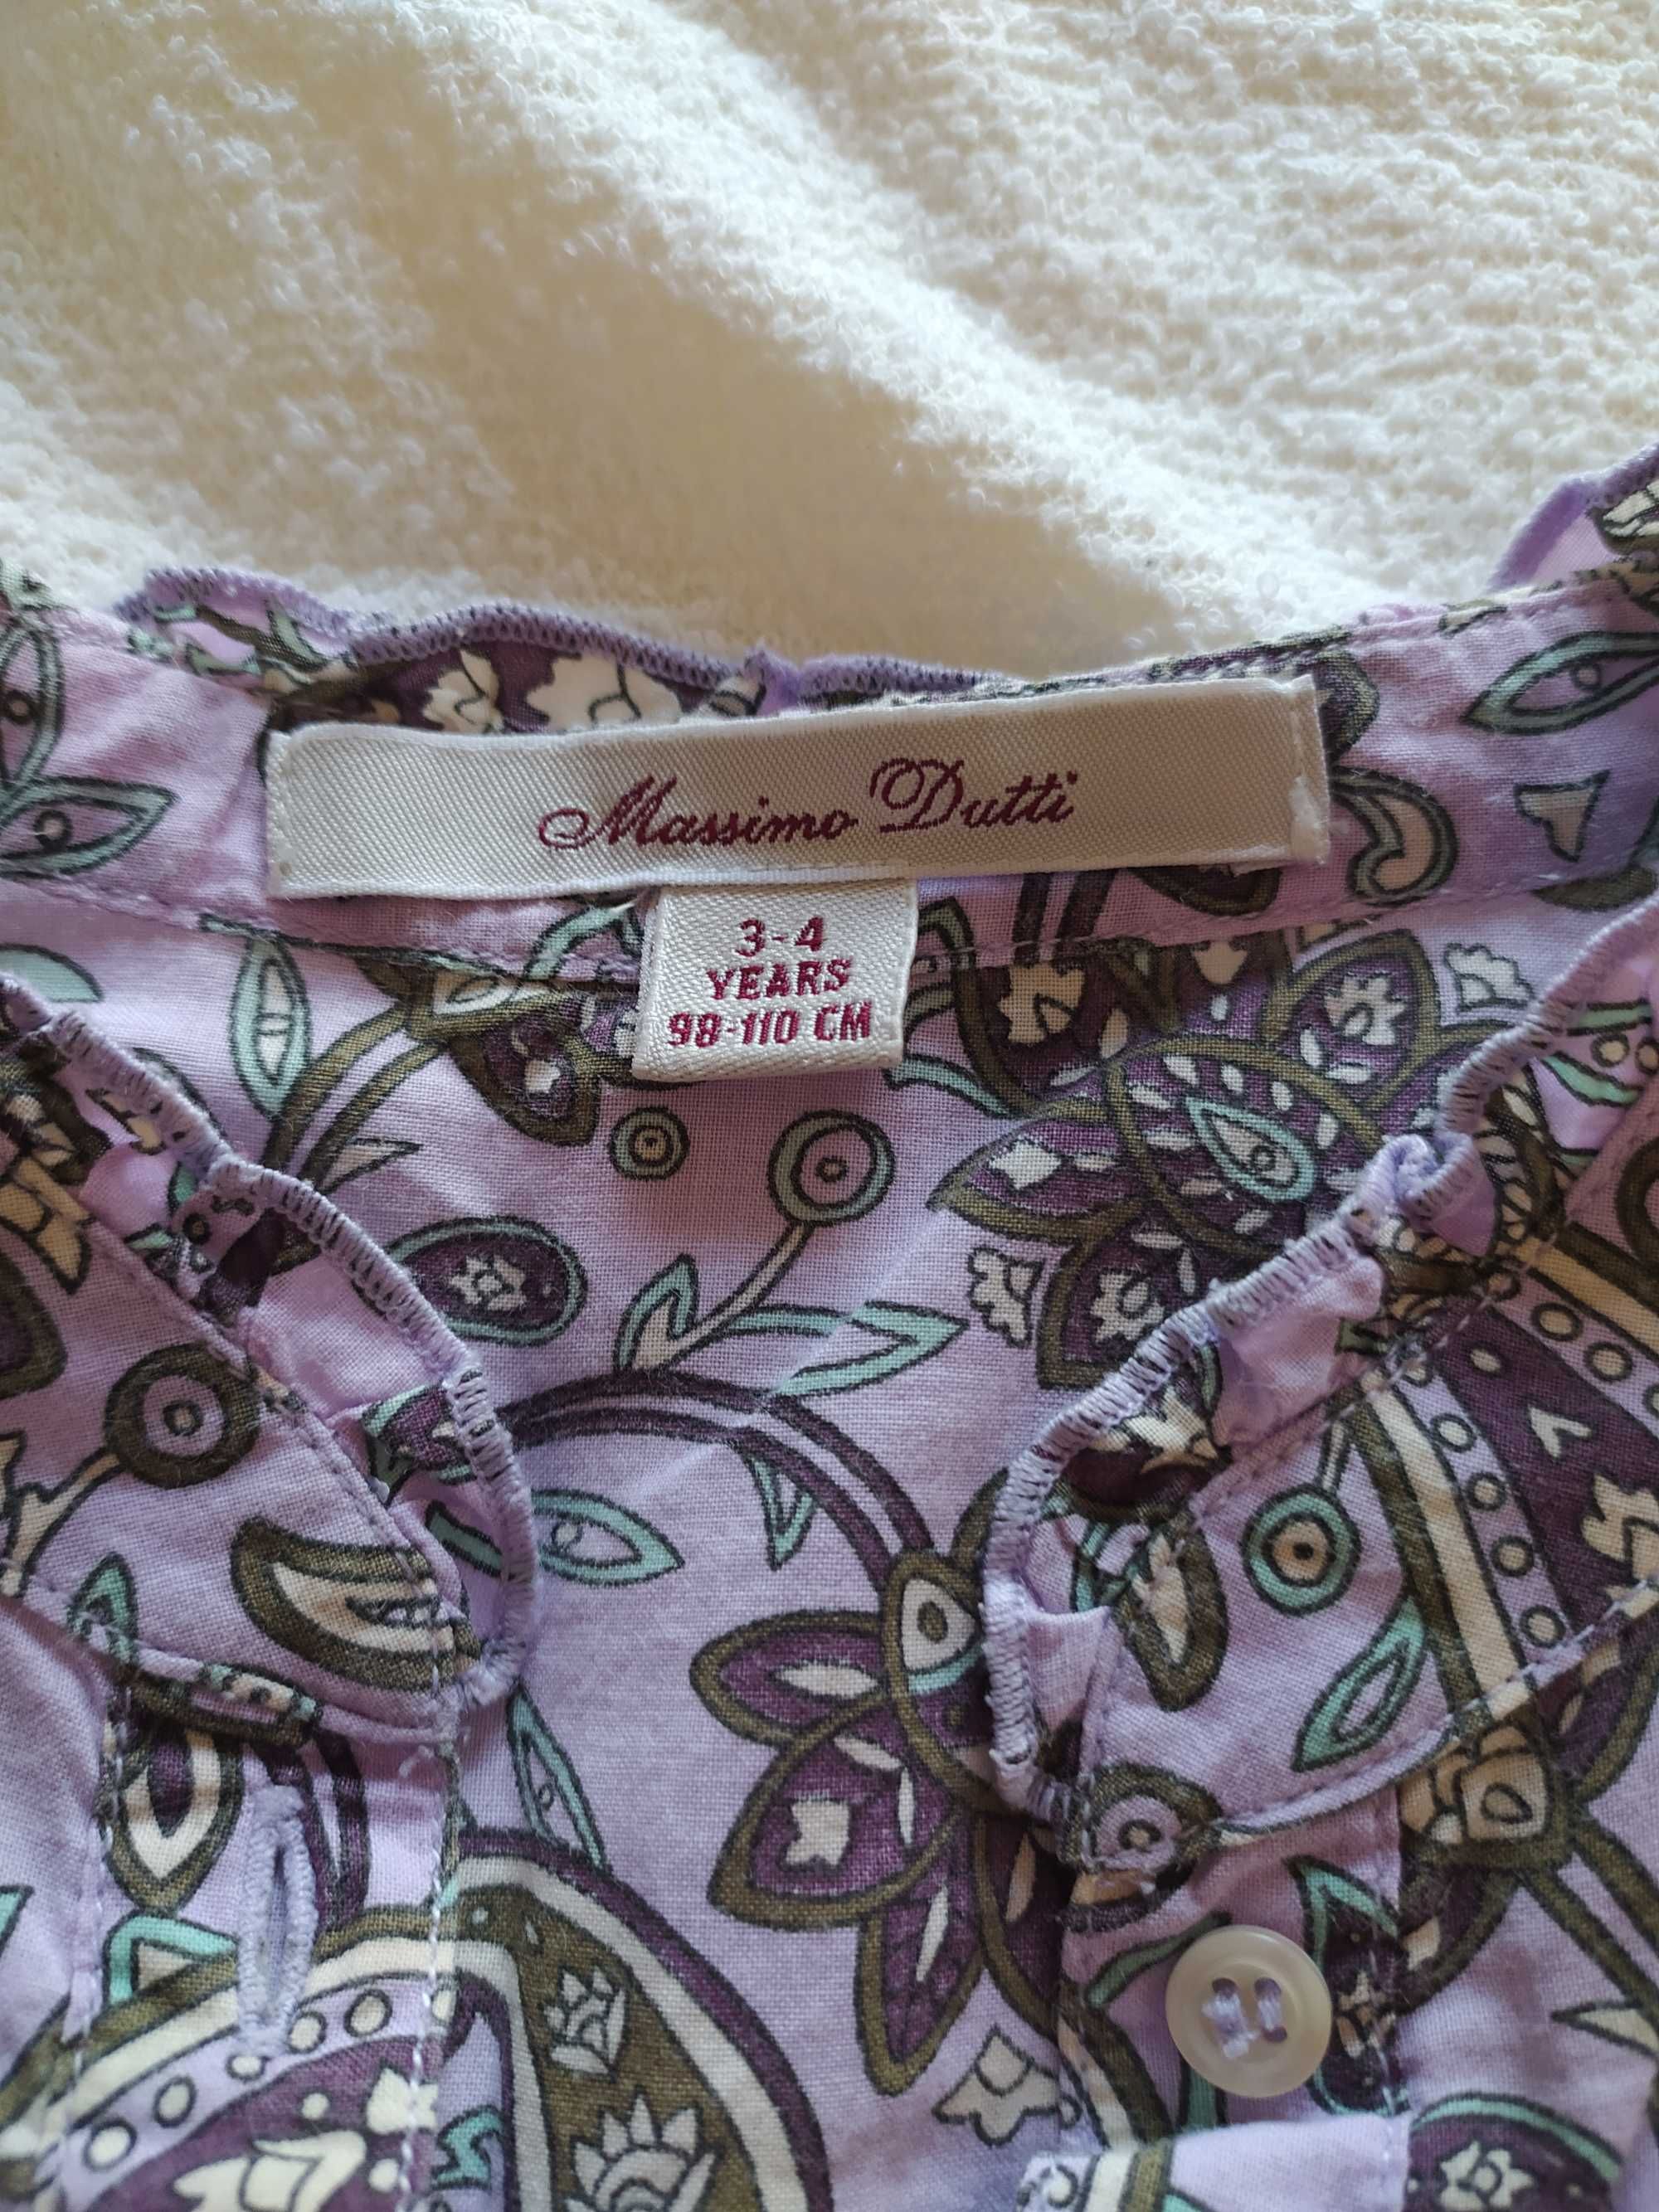 Massimo Dutti
3-4
YEARS
98-110 CM